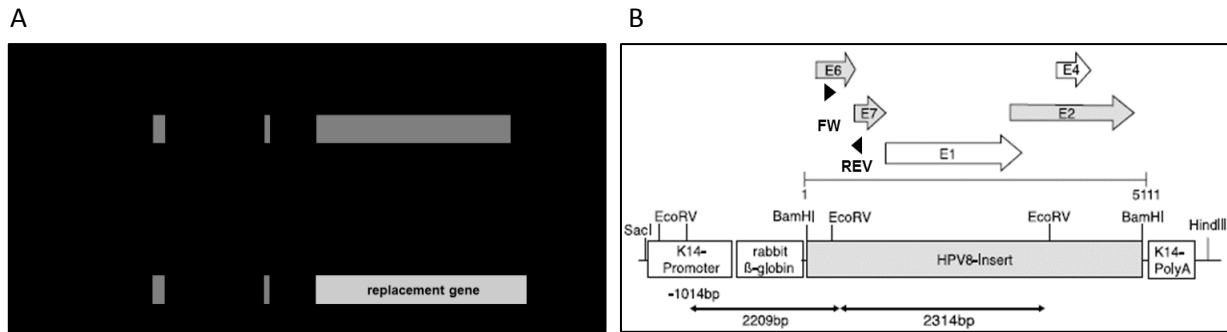 A
B
replacement gene
E6
E4
E7
E2
FW
REV
E1
1
5111
SacI
EcoRV
BamHI
EcoRV
EcoRV
BamHI
HindIII
K14-
Promoter
rabbit
ß-globin
HPV8-Insert
K14-
PolyA
-1014bp
2209bp
2314bp